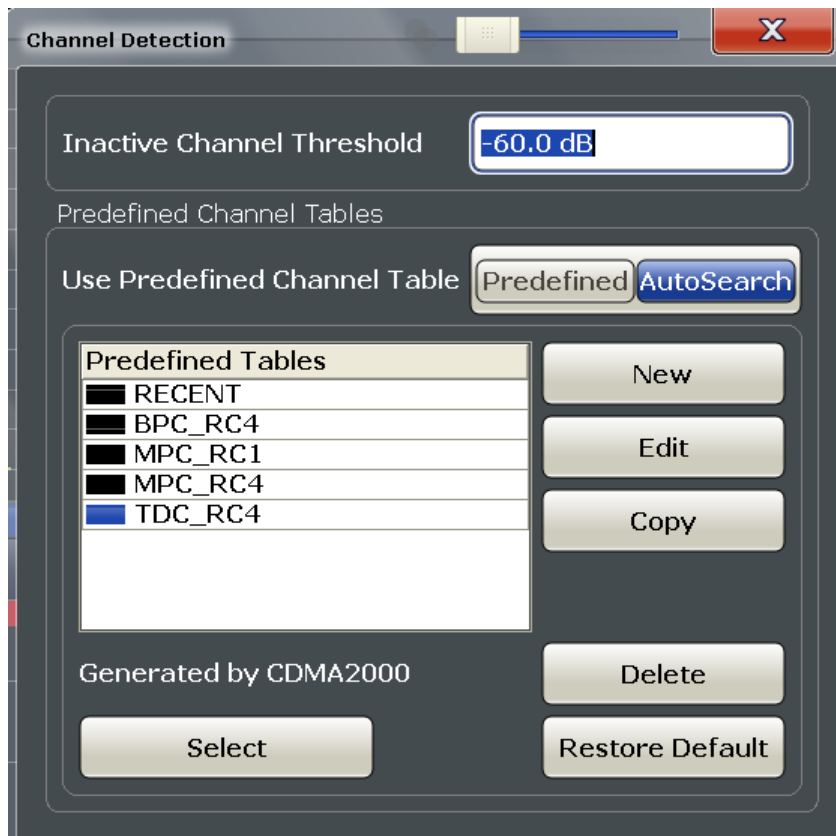 Channel Detection
X
Inactive Channel Threshold -60.0 dB
Predefined Channel Tables
Use Predefined Channel Table Predefined AutoSearch
Predefined Tables
RECENT
BPC_RC4
MPC_RC1
MPC_RC4
TDC_RC4
New
Edit
Copy
Generated by CDMA2000
Delete
Select
Restore Default